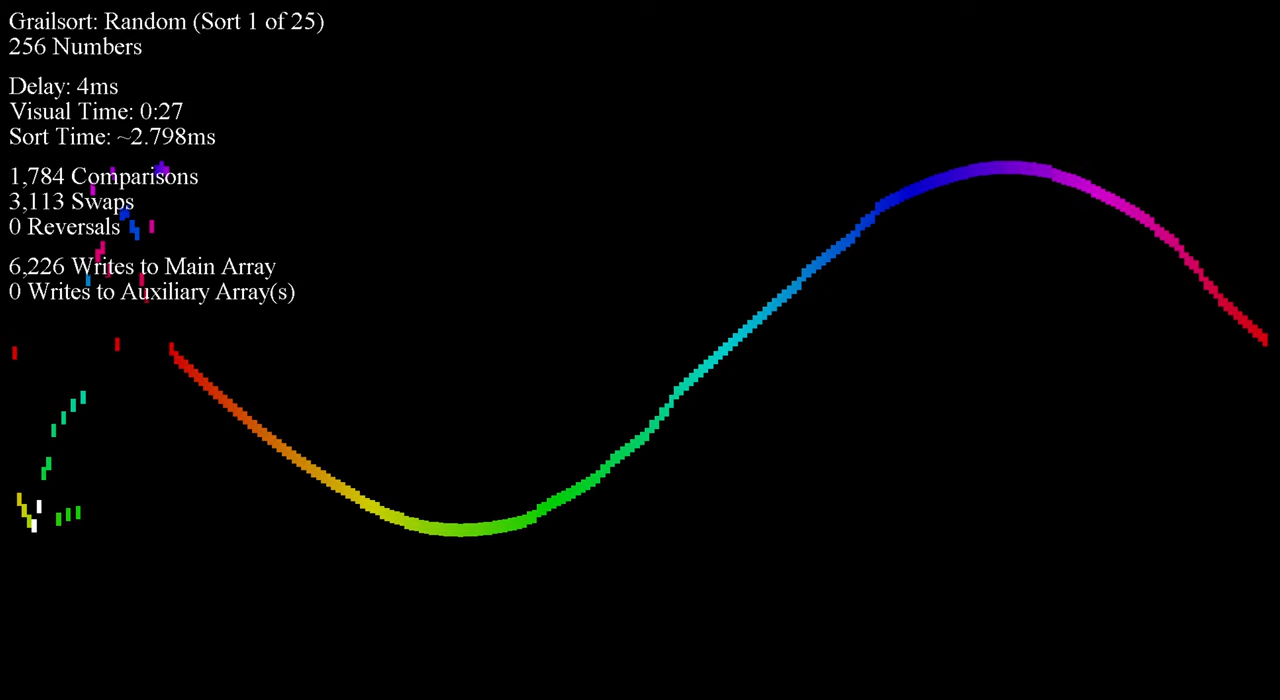 Grailsort: Random (Sort 1 of 25)
256 Numbers
Delay: 4ms
Visual Time: 0:27
Sort Time: ~2.798ms
1,784 Comparisons
3,113 Swaps
0 Reversals
6,226 Writes to Main Array
0 Writes to Auxiliary Array(s)